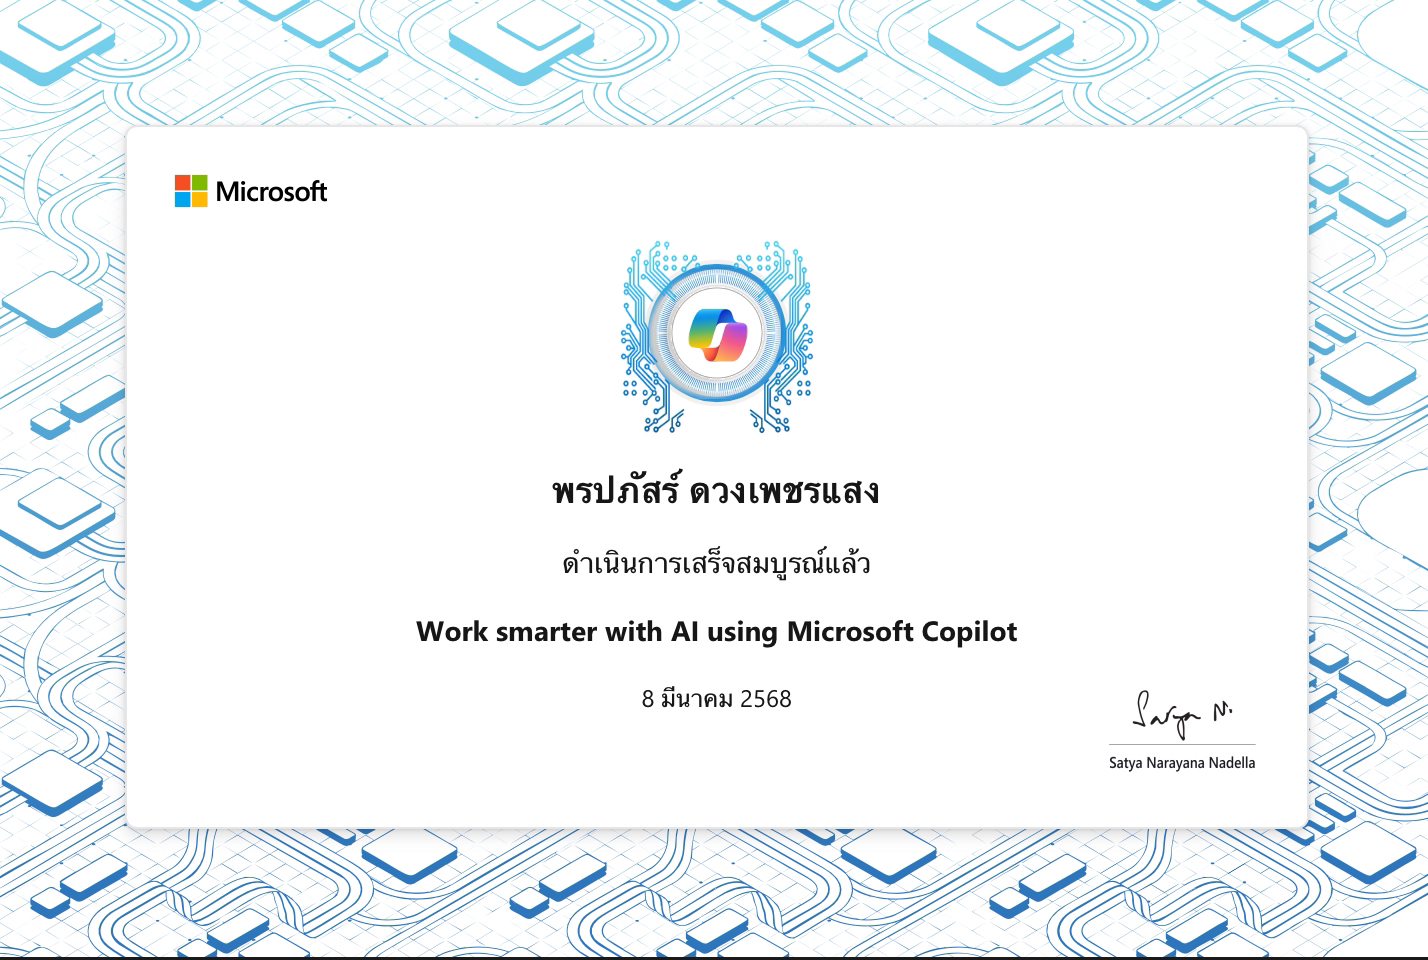 Microsoft
พรปภัสร์ ดวงเพชรแสง
ดำเนินการเสร็จสมบูรณ์แล้ว
Work smarter with AI using Microsoft Copilot
8 มีนาคม 2568
Satya N.
Satya Narayana Nadella